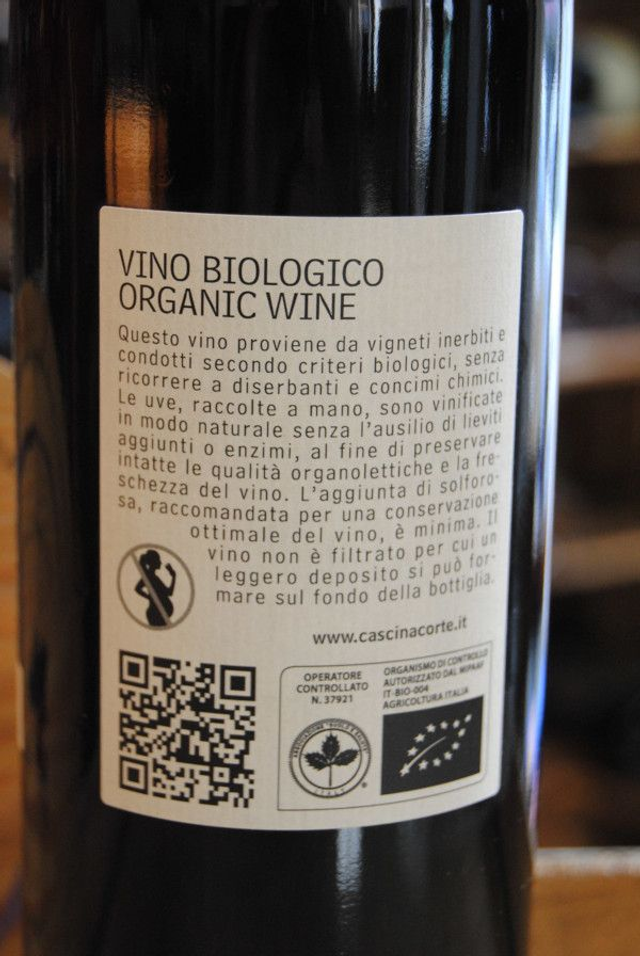 VINO BIOLOGICO
ORGANIC WINE
Questo vino proviene da vigneti inerbiti e
condotti secondo criteri biologici, senza
ricorrere a diserbanti e concimi chimici.
Le uve, raccolte a mano, sono vinificate
in modo naturale senza l'ausilio di lieviti
aggiunti o enzimi, al fine di preservare
intatte le qualità organolettiche e la fre-
schezza del vino. L'aggiunta di solforo-
sa, raccomandata per una conservazione
ottimale del vino, è minima. Il
vino non è filtrato per cui un
leggero deposito si può for-
mare sul fondo della bottiglia.
www.cascinacorte.it
OPERATORE
CONTROLLATO
N. 37921
ORGANISMO DI CONTROLLO
AUTORIZZATO DAL MIPAAF
IT-BIO-004
AGRICOLTURA ITALIA
ITALY